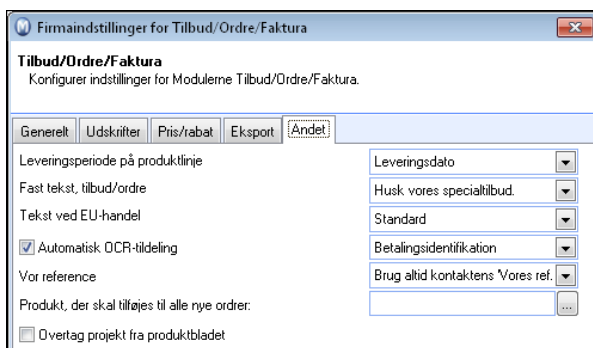 Firmaindstillinger for Tilbud/Ordre/Faktura
Tilbud/Ordre/Faktura
Konfigurer indstillinger for Modulerne Tilbud/Ordre/Faktura.
Generelt Udskrifter Pris/rabat Eksport Andet
Leveringsperiode på produktlinje Leveringsdato
Fast tekst, tilbud/ordre Husk vores specialtilbud.
Tekst ved EU-handel Standard
Automatisk OCR-tildeling Betalingsidentifikation
Vor reference Brug altid kontaktens 'Vores ref.
Produkt, der skal tilføjes til alle nye ordrer: ...
Overtag projekt fra produktbladet